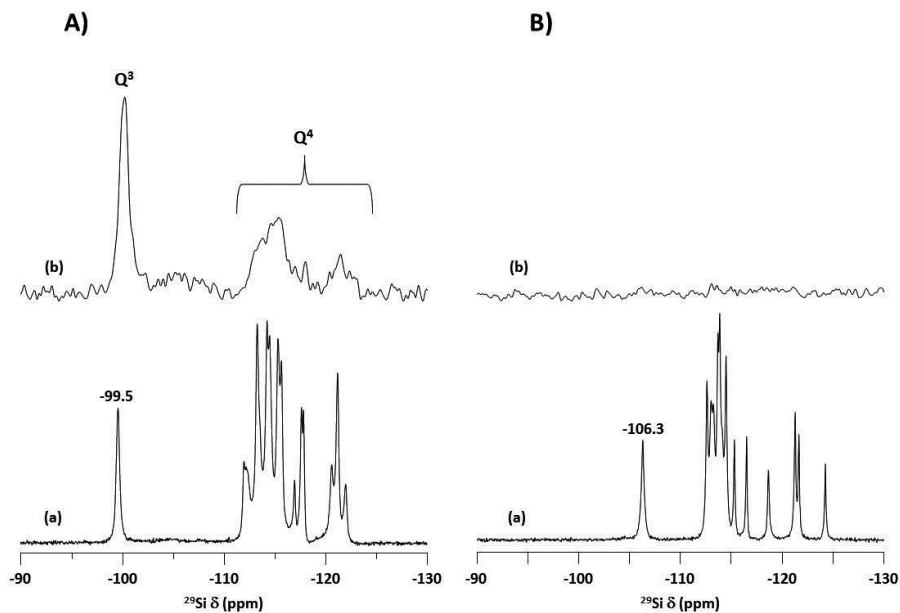 A)
B)
Q³
Q⁴
(b)
(b)
-99.5
-106.3
(a)
(a)
-90 -100 -110 -120 -130
-90 -100 -110 -120 -130
²⁹Si δ (ppm)
²⁹Si δ (ppm)